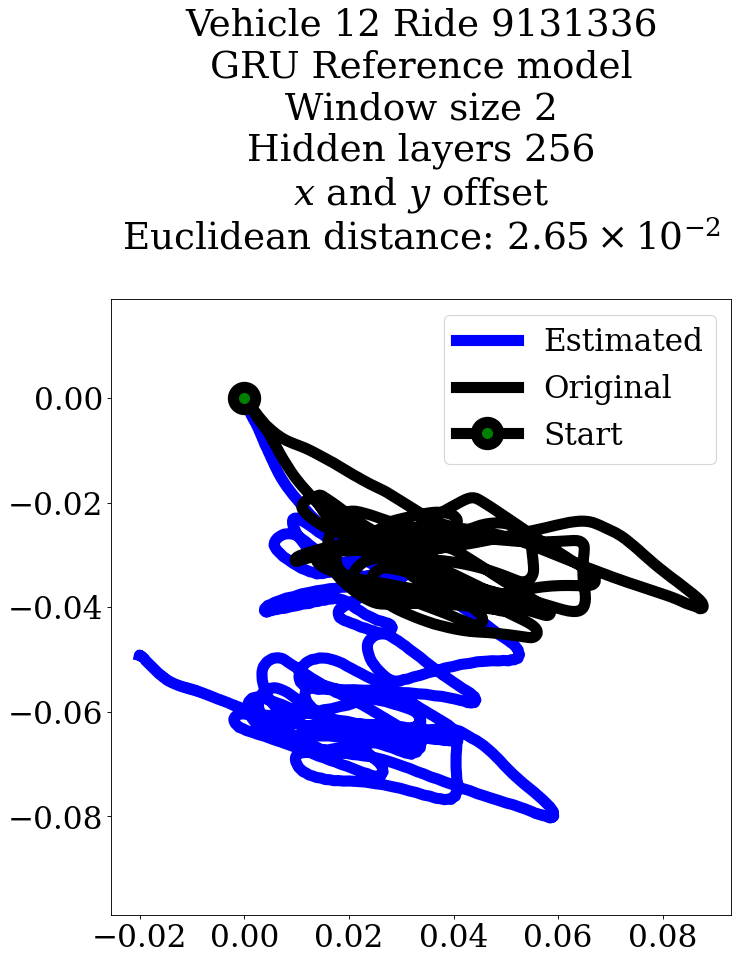 Vehicle 12 Ride 9131336
GRU Reference model
Window size 2
Hidden layers 256
x and y offset
Euclidean distance: 2.65 × 10⁻²
Estimated
Original
Start
0.00
−0.02
−0.04
−0.06
−0.08
−0.02 0.00 0.02 0.04 0.06 0.08